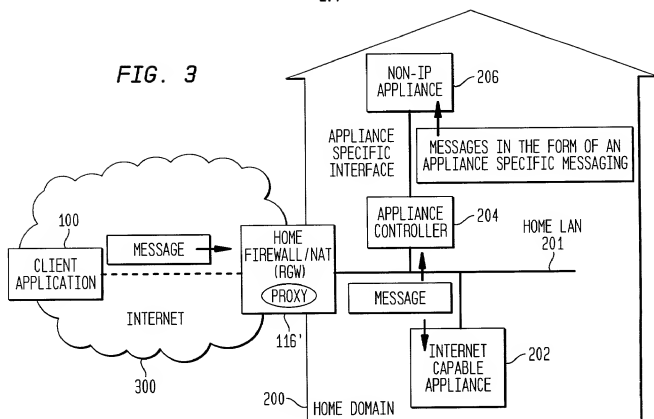 FIG. 3
NON-IP
APPLIANCE
206
APPLIANCE
SPECIFIC
INTERFACE
MESSAGES IN THE FORM OF AN
APPLIANCE SPECIFIC MESSAGING
100
CLIENT
APPLICATION
MESSAGE
INTERNET
300
HOME
FIREWALL/NAT
(RGW)
PROXY
116'
APPLIANCE
CONTROLLER
204
HOME LAN
201
MESSAGE
INTERNET
CAPABLE
APPLIANCE
202
200
HOME DOMAIN